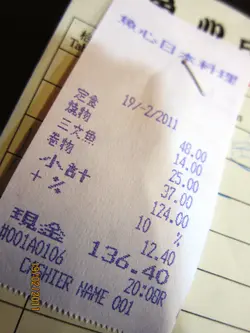 魚心日本料理
19/-2/2011
定食 48.00
燒物 14.00
三文魚 25.00
卷物 37.00
小計 124.00
10 %
+% 12.40
現金 136.40
#001A0106 20:08R
CASHIER NAME 001